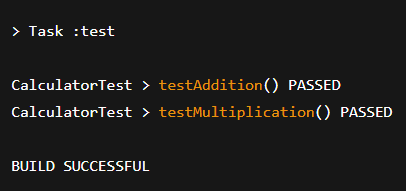 > Task :test
CalculatorTest > testAddition() PASSED
CalculatorTest > testMultiplication() PASSED
BUILD SUCCESSFUL